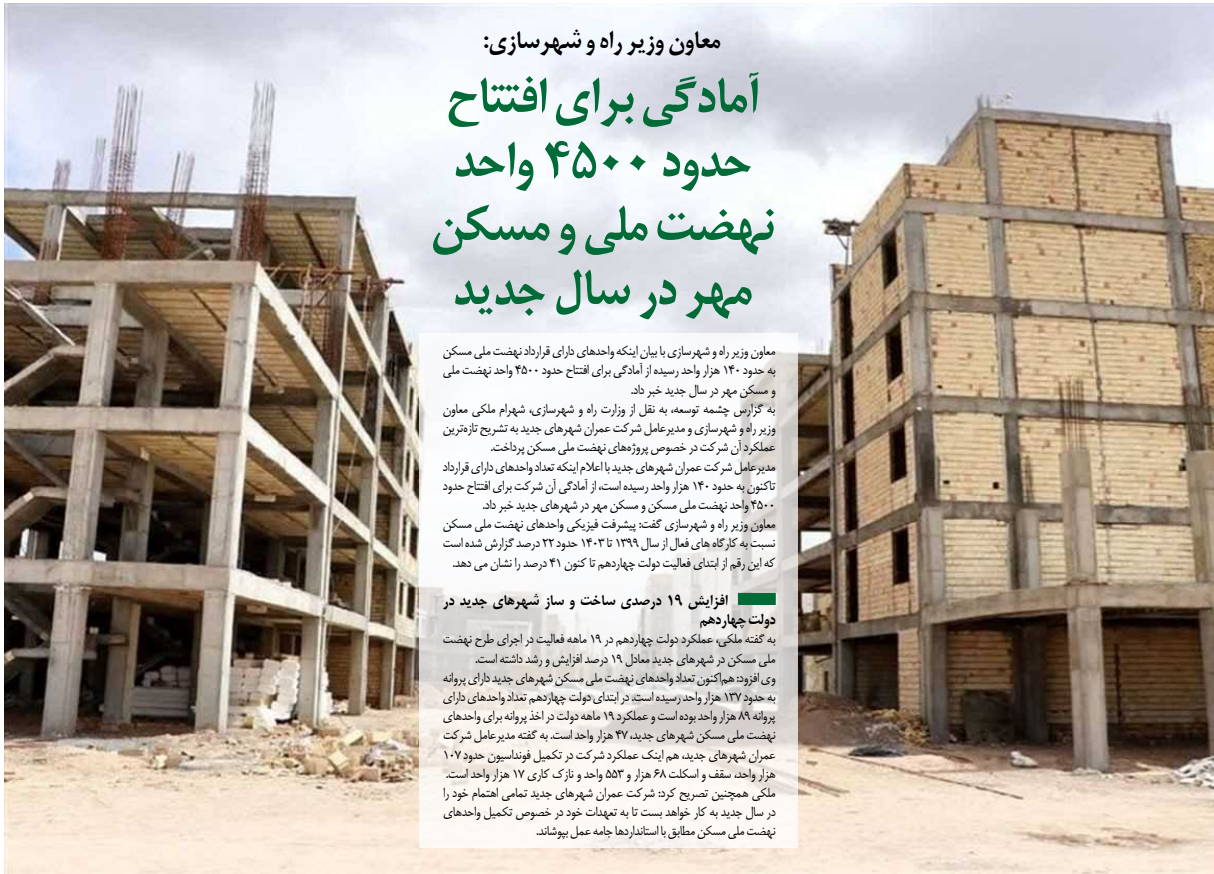 معاون وزیر راه و شهرسازی:
آمادگی برای افتتاح
حدود ۴۵۰۰ واحد
نهضت ملی و مسکن
مهر در سال جدید
معاون وزیر راه و شهرسازی با بیان اینکه واحدهای دارای قرارداد نهضت ملی مسکن
به حدود ۱۴۰ هزار واحد رسیده از آمادگی برای افتتاح حدود ۴۵۰۰ واحد نهضت ملی
و مسکن مهر در سال جدید خبر داد.
به گزارس چشمه توسعه، به نقل از وزارت راه و شهرسازی، شهرام ملکی معاون
وزیر راه و شهرسازی و مدیرعامل شرکت عمران شهرهای جدید به تشریح تازه‌ترین
عملکرد آن شرکت در خصوص پروژه‌های نهضت ملی مسکن پرداخت.
مدیرعامل شرکت عمران شهرهای جدید با اعلام اینکه تعداد واحدهای دارای قرارداد
تاکنون به حدود ۱۴۰ هزار واحد رسیده است، از آمادگی آن شرکت برای افتتاح حدود
۴۵۰۰ واحد نهضت ملی مسکن و مسکن مهر در شهرهای جدید خبر داد.
معاون وزیر راه و شهرسازی گفت: پیشرفت فیزیکی واحدهای نهضت ملی مسکن
نسبت به کارگاه های فعال از سال ۱۳۹۹ تا ۱۴۰۳ حدود ۲۲ درصد گزارش شده است
که این رقم از ابتدای فعالیت دولت چهاردهم تا کنون ۴۱ درصد را نشان می دهد.
افزایش ۱۹ درصدی ساخت و ساز شهرهای جدید در
دولت چهاردهم
به گفته ملکی، عملکرد دولت چهاردهم در ۱۹ ماهه فعالیت در اجرای طرح نهضت
ملی مسکن در شهرهای جدید معادل ۱۹ درصد افزایش و رشد داشته است.
وی افزود: هم‌اکنون تعداد واحدهای نهضت ملی مسکن شهرهای جدید دارای پروانه
به حدود ۱۳۷ هزار واحد رسیده است. در ابتدای دولت چهاردهم تعداد واحدهای دارای
پروانه ۸۹ هزار واحد بوده است و عملکرد ۱۹ ماهه دولت در اخذ پروانه برای واحدهای
نهضت ملی مسکن شهرهای جدید، ۴۷ هزار واحد است. به گفته مدیرعامل شرکت
عمران شهرهای جدید، هم اینک عملکرد شرکت در تکمیل فونداسیون حدود ۱۰۷
هزار واحد، سقف و اسکلت ۶۸ هزار و ۵۵۳ واحد و نازک کاری ۱۷ هزار واحد است.
ملکی همچنین تصریح کرد: شرکت عمران شهرهای جدید تمامی اهتمام خود را
در سال جدید به کار خواهد بست تا به تعهدات خود در خصوص تکمیل واحدهای
نهضت ملی مسکن مطابق با استانداردها جامه عمل بپوشاند.